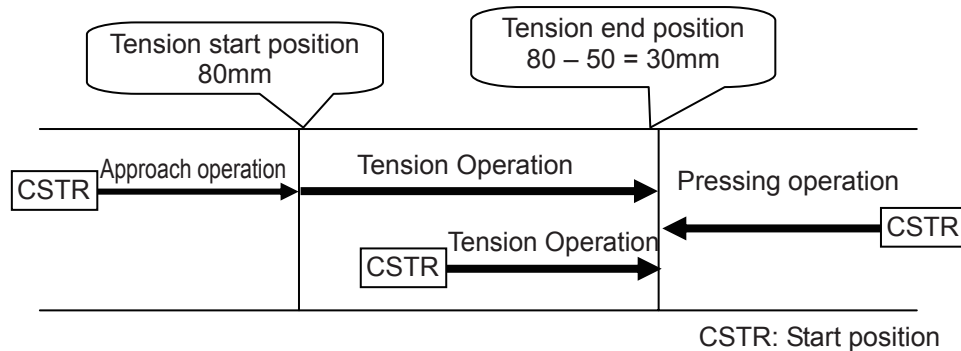 Tension start position
80mm
Tension end position
80 – 50 = 30mm
Approach operation
Tension Operation
CSTR
Pressing operation
CSTR
Tension Operation
CSTR
CSTR: Start position